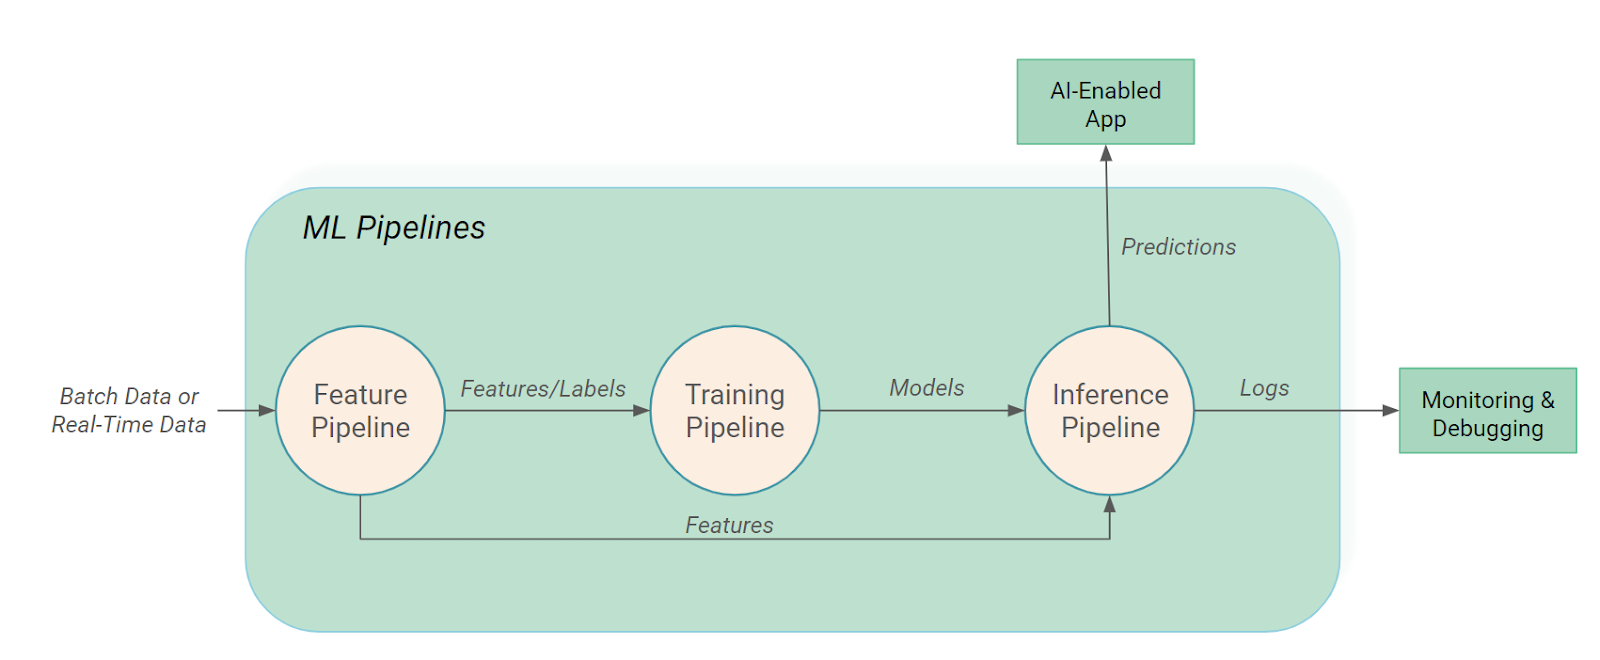 AI-Enabled
App
ML Pipelines
Predictions
Batch Data or
Real-Time Data
Feature
Pipeline
Features/Labels
Training
Pipeline
Models
Inference
Pipeline
Logs
Monitoring &
Debugging
Features